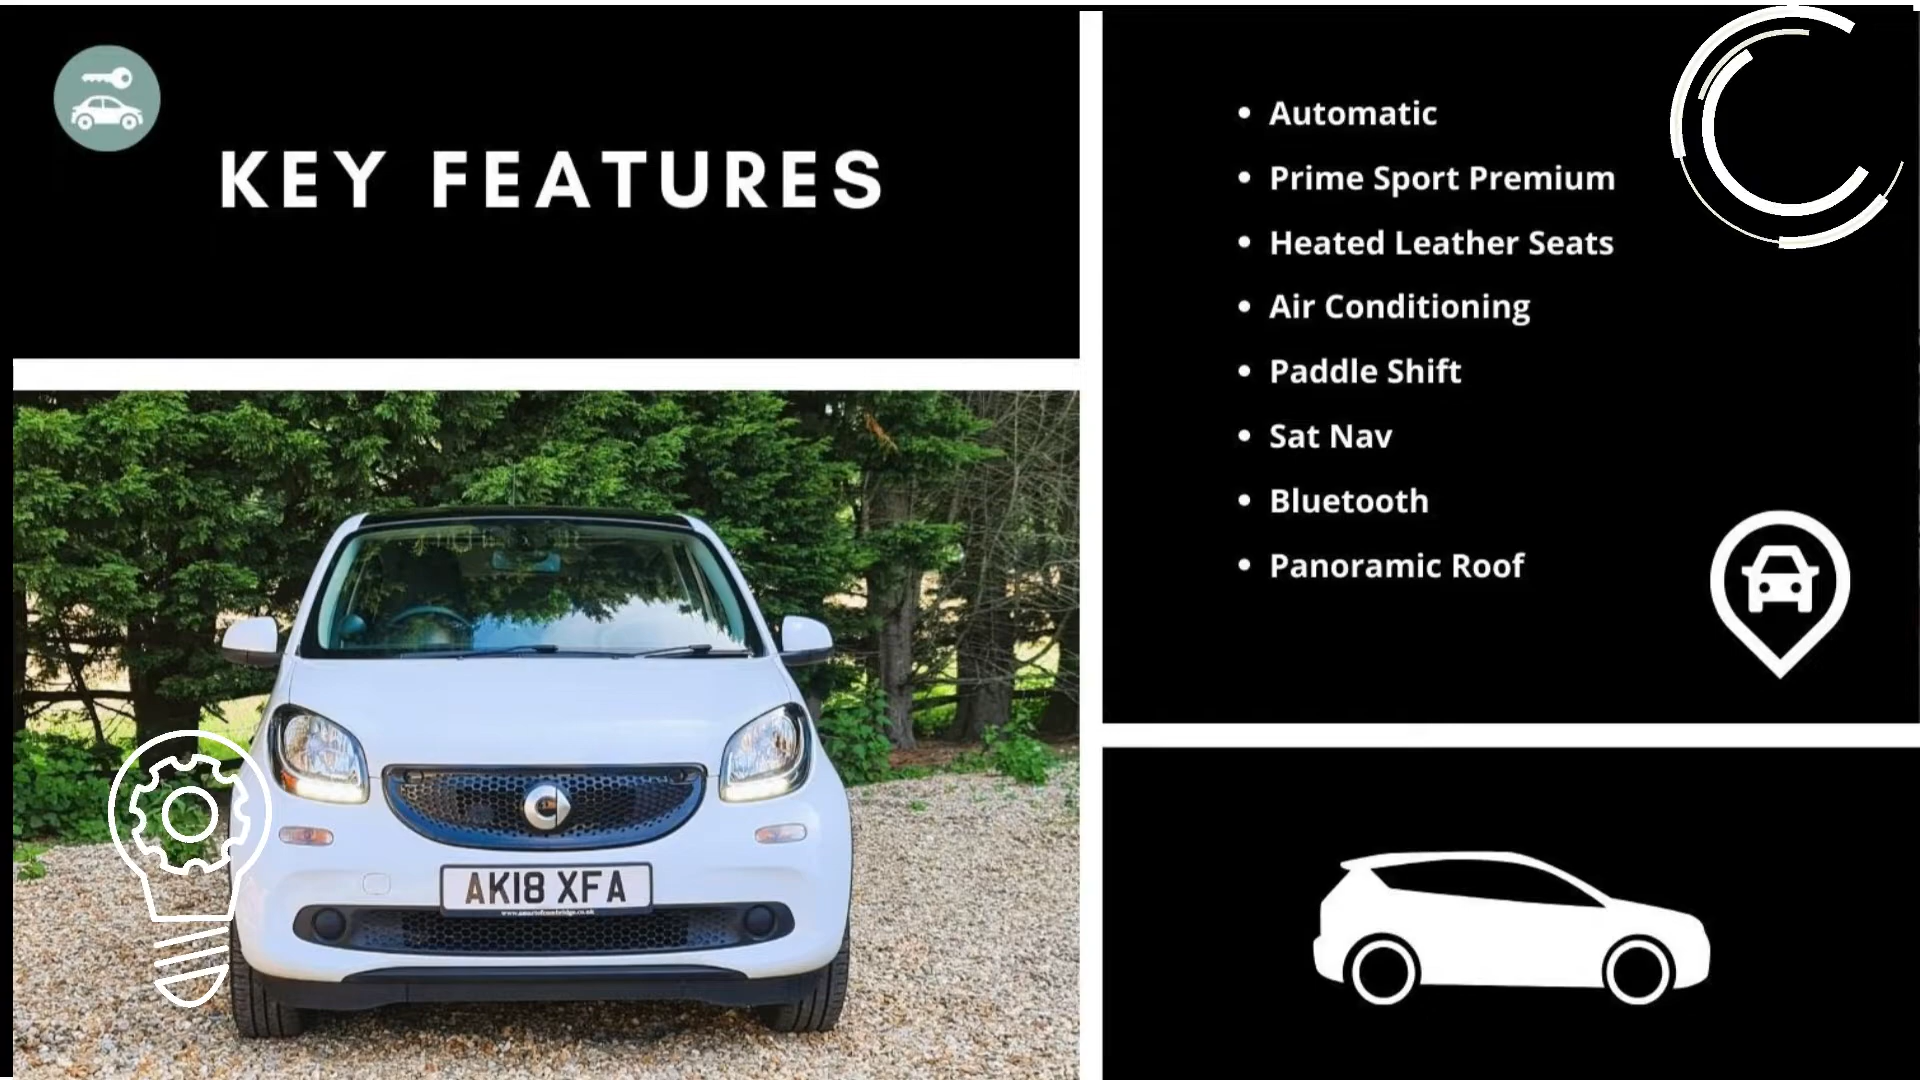 KEY FEATURES
Automatic
Prime Sport Premium
Heated Leather Seats
Air Conditioning
Paddle Shift
Sat Nav
Bluetooth
Panoramic Roof
AK18 XFA